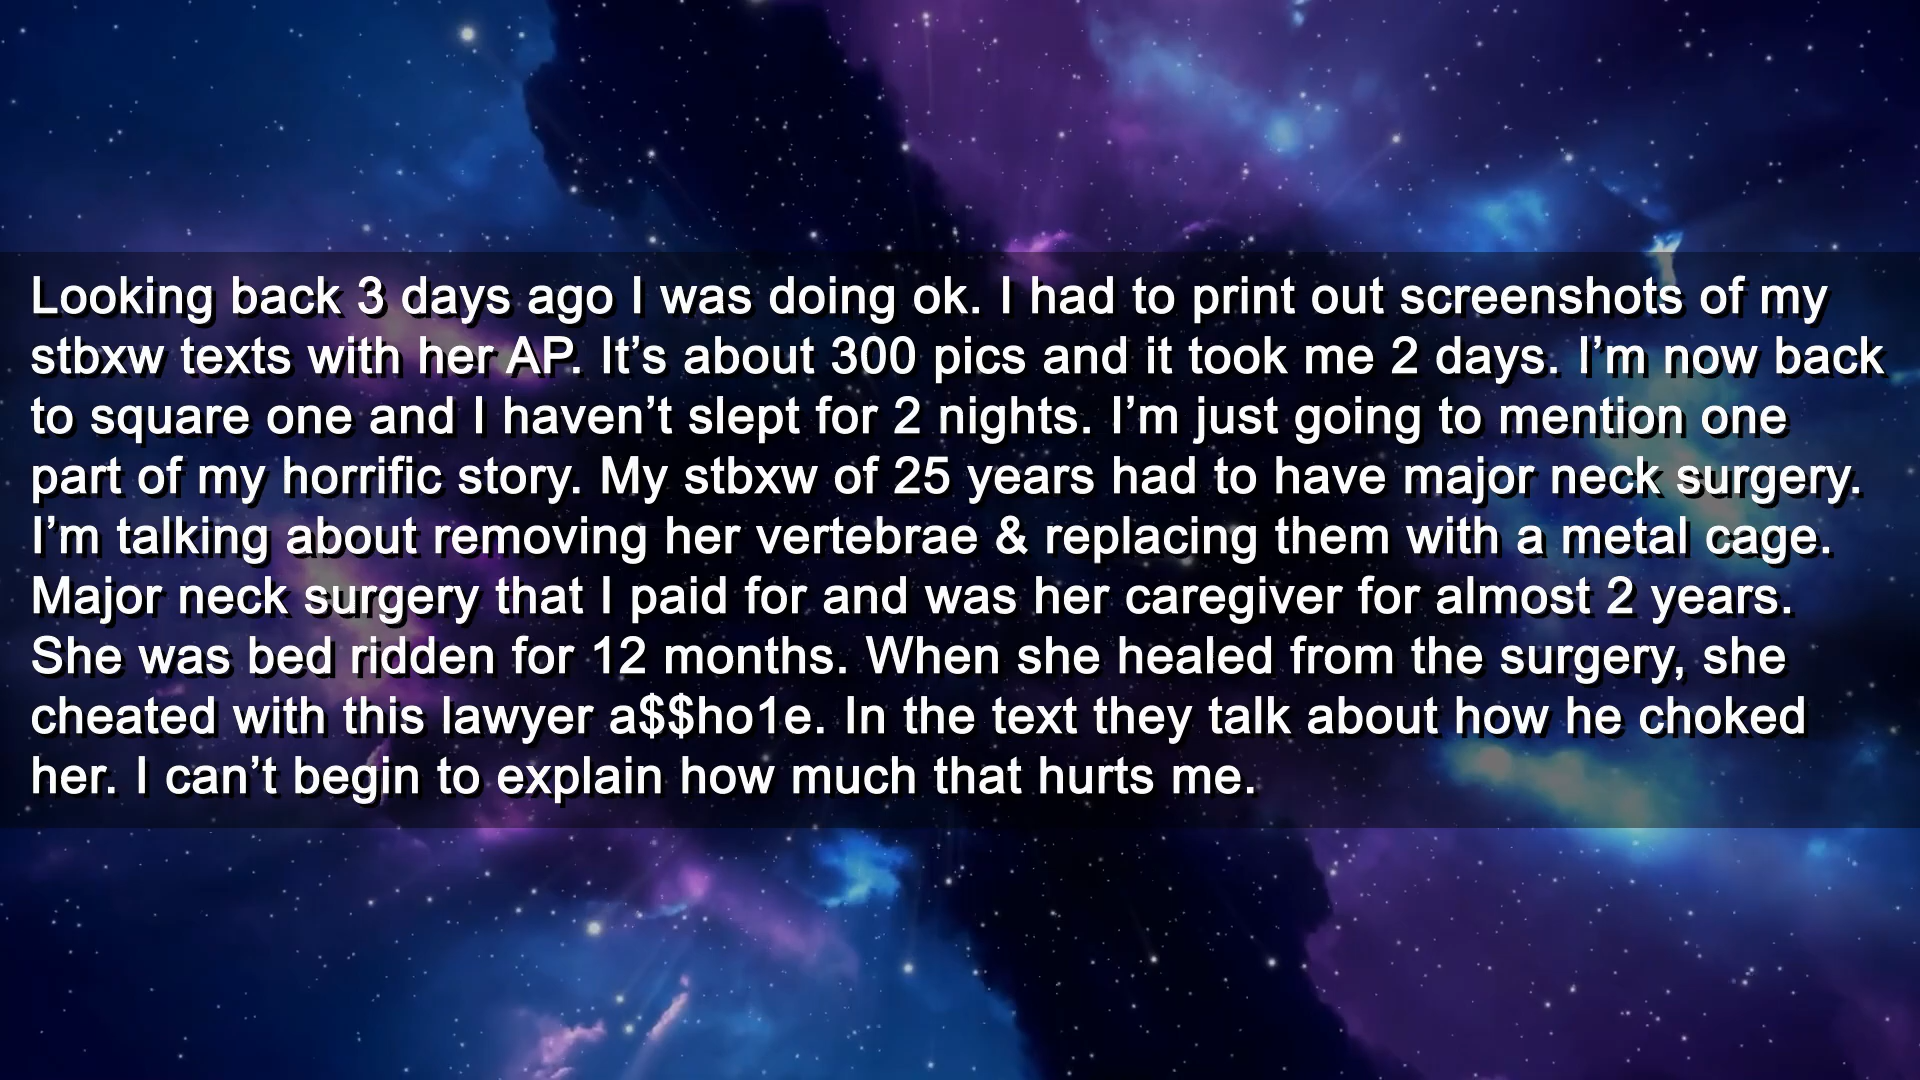 Looking back 3 days ago I was doing ok. I had to print out screenshots of my
stbxw texts with her AP. It’s about 300 pics and it took me 2 days. I’m now back
to square one and I haven’t slept for 2 nights. I’m just going to mention one
part of my horrific story. My stbxw of 25 years had to have major neck surgery.
I’m talking about removing her vertebrae & replacing them with a metal cage.
Major neck surgery that I paid for and was her caregiver for almost 2 years.
She was bed ridden for 12 months. When she healed from the surgery, she
cheated with this lawyer a$$ho1e. In the text they talk about how he choked
her. I can’t begin to explain how much that hurts me.